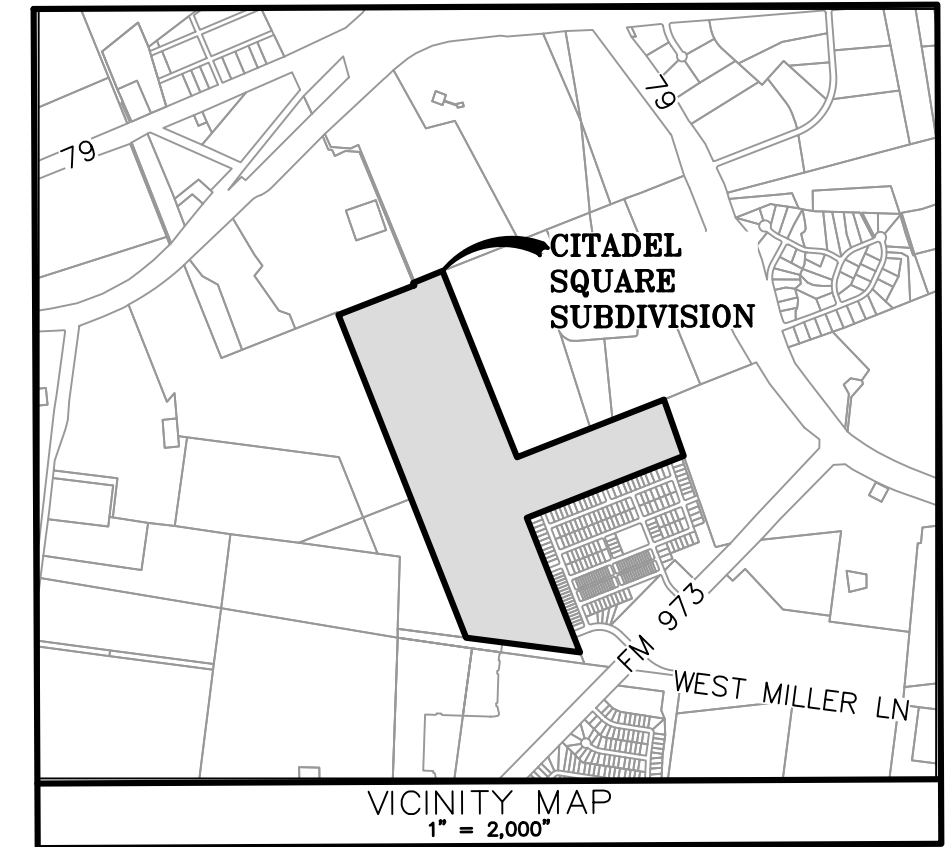 79
79
CITADEL
SQUARE
SUBDIVISION
FM 973
WEST MILLER LN
VICINITY MAP
1" = 2,000"